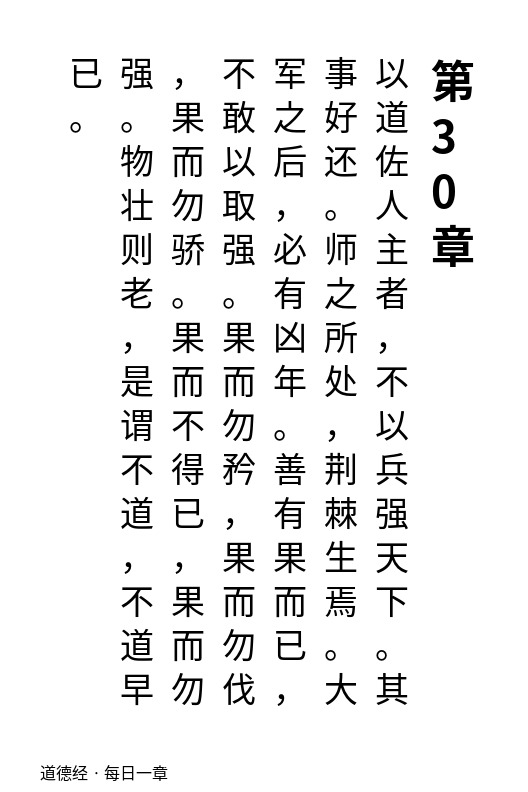 第30章
以道佐人主者，不以兵强天下。其
事好还。师之所处，荆棘生焉。大
军之后，必有凶年。善有果而已，
不敢以取强。果而勿矜，果而勿伐
，果而勿骄。果而不得已，果而勿
强。物壮则老，是谓不道，不道早
已。
道德经 · 每日一章